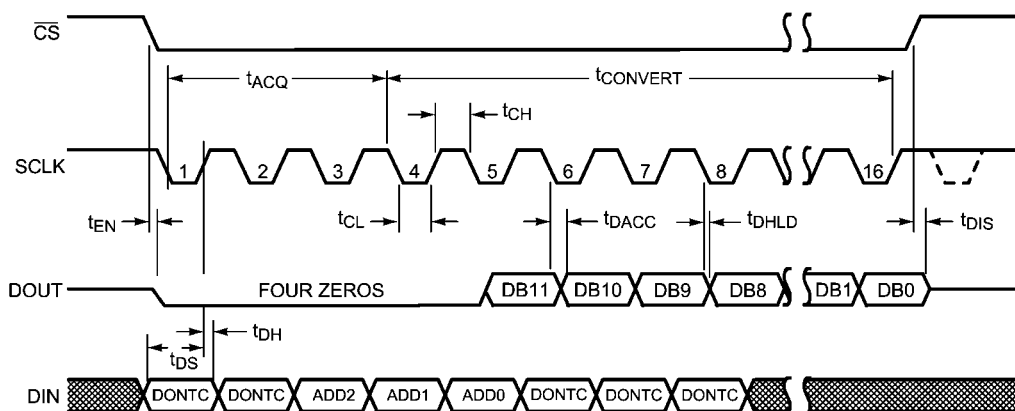 CS
tACQ tCONVERT
tCH
SCLK 1 2 3 4 5 6 7 8 16
tEN tCL tDACC tDHLD tDIS
DOUT FOUR ZEROS DB11 DB10 DB9 DB8 DB1 DB0
tDH
tDS
DIN DONTC DONTC ADD2 ADD1 ADD0 DONTC DONTC DONTC